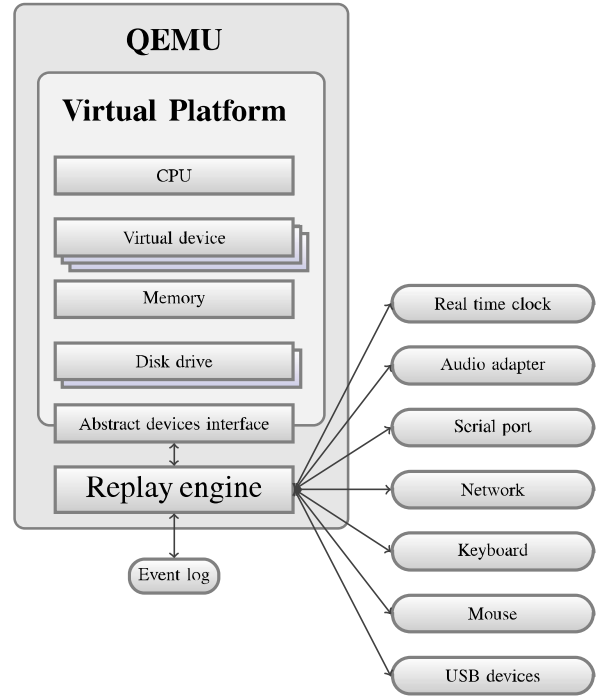 QEMU
Virtual Platform
CPU
Virtual device
Memory
Disk drive
Abstract devices interface
Replay engine
Event log
Real time clock
Audio adapter
Serial port
Network
Keyboard
Mouse
USB devices